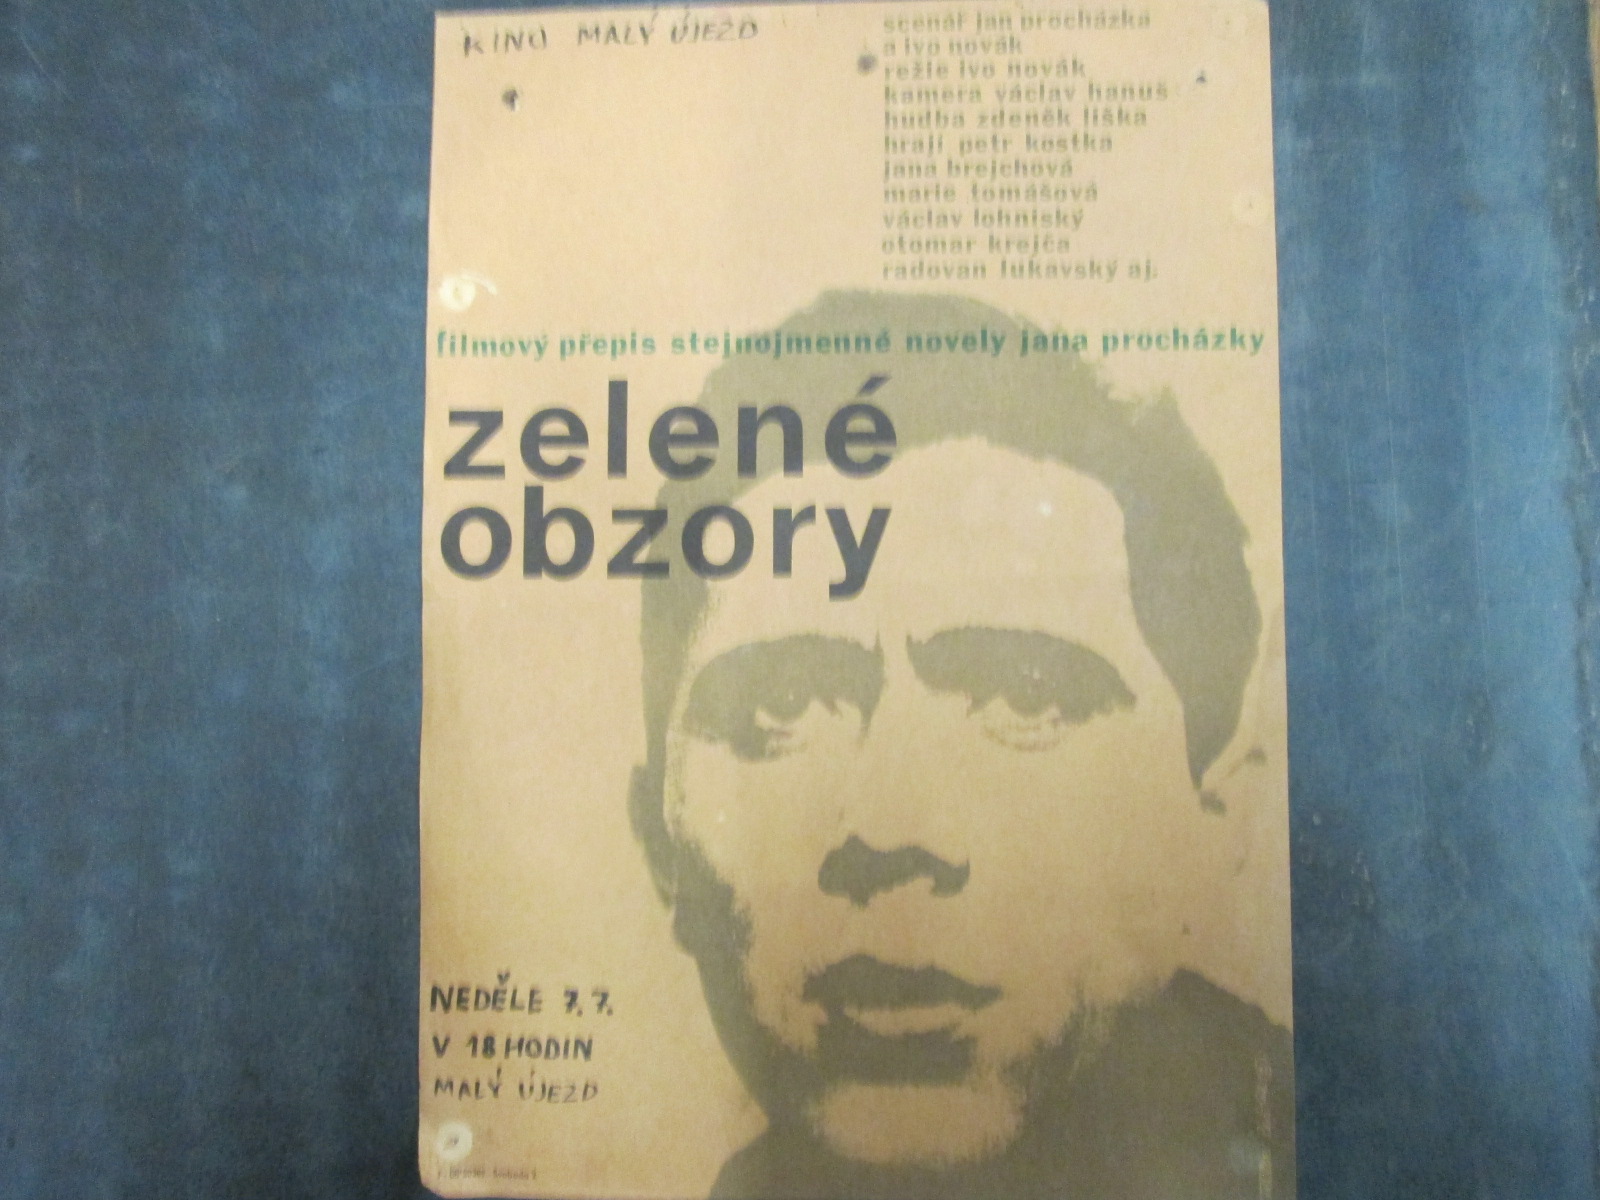 KINO MALÝ ÚJEZD
scenář jan procházka
a ivo novák
režie ivo novák
kamera václav hanuš
hudba zdeněk liška
hrají petr kostka
jana brejchová
marie tomášová
václav lohniský
otomar krejča
radovan lukavský aj.
filmový přepis stejnojmenné novely jana procházky
zelené
obzory
NEDĚLE 7.7.
V 18 HODIN
MALÝ ÚJEZD